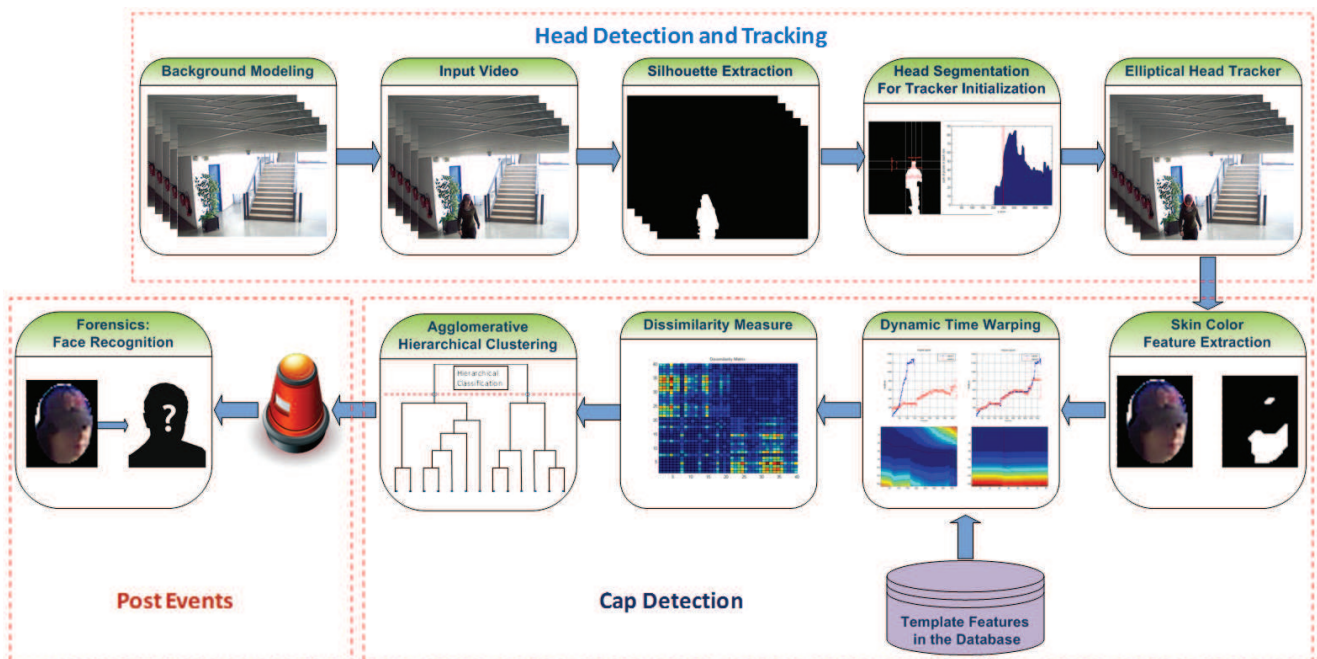 Head Detection and Tracking
Background Modeling
Input Video
Silhouette Extraction
Head Segmentation
For Tracker Initialization
Elliptical Head Tracker
Forensics:
Face Recognition
?
Agglomerative
Hierarchical Clustering
Hierarchical
Classification
Dissimilarity Measure
Dissimilarity Matrix
Dynamic Time Warping
Skin Color
Feature Extraction
Post Events
Cap Detection
Template Features
in the Database